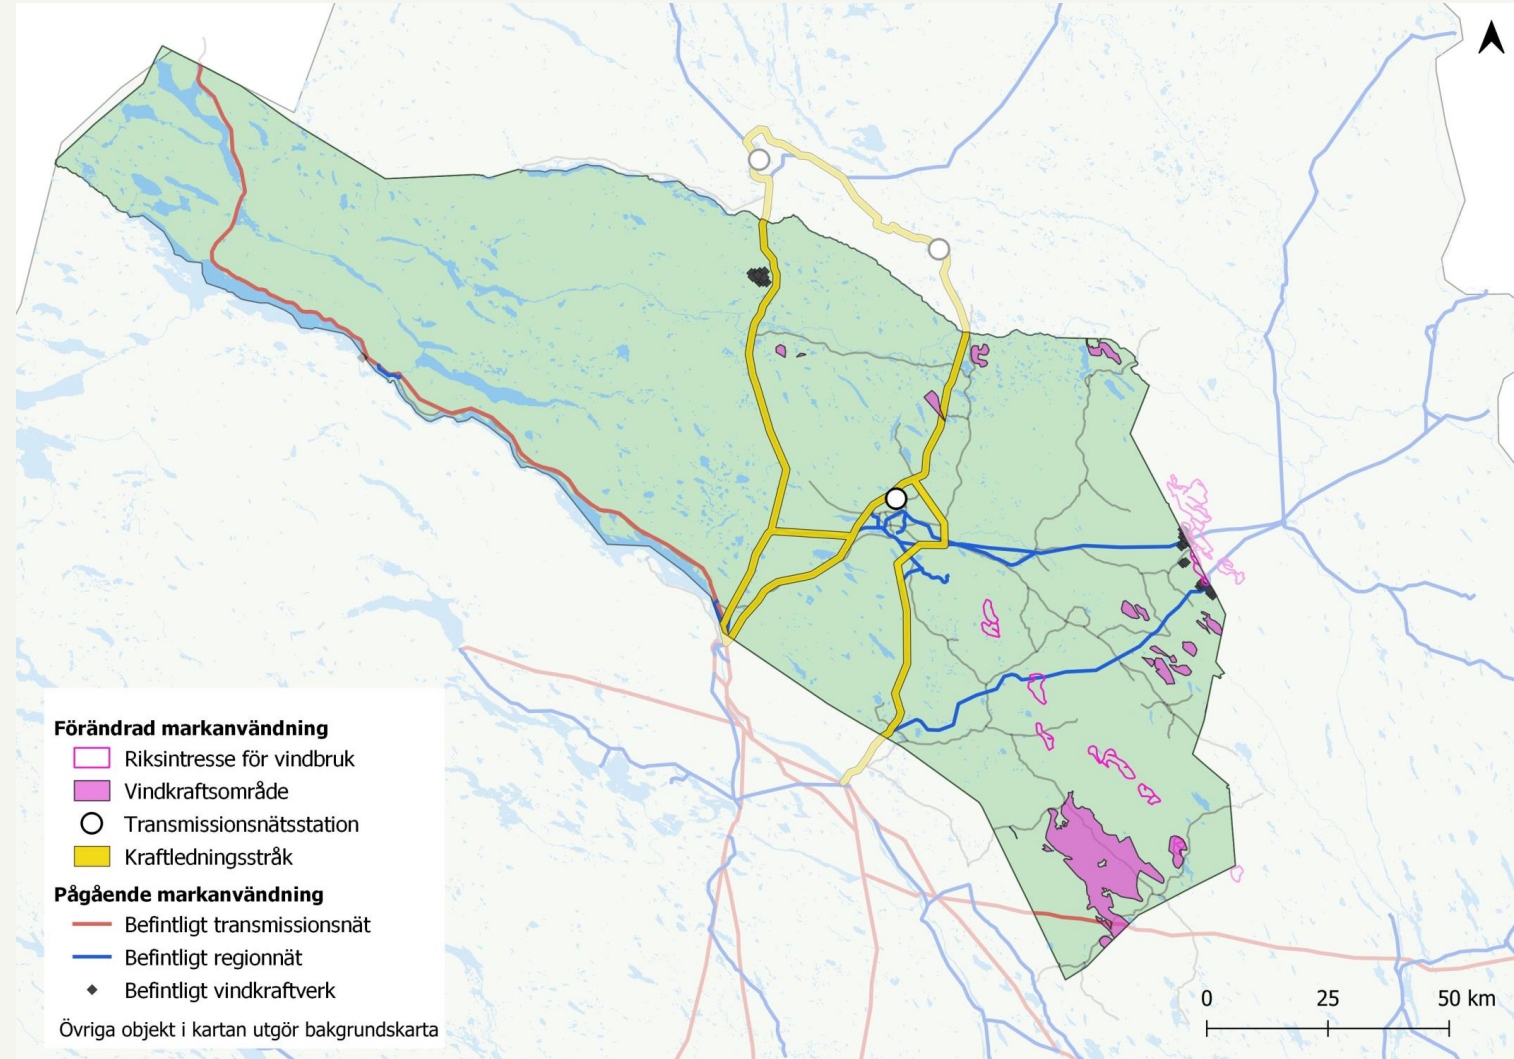 Förändrad markanvändning
Riksintresse för vindbruk
Vindkraftsområde
Transmissionsnätsstation
Kraftledningsstråk
Pågående markanvändning
Befintligt transmissionsnät
Befintligt regionnät
Befintligt vindkraftverk
Övriga objekt i kartan utgör bakgrundskarta
0 25 50 km